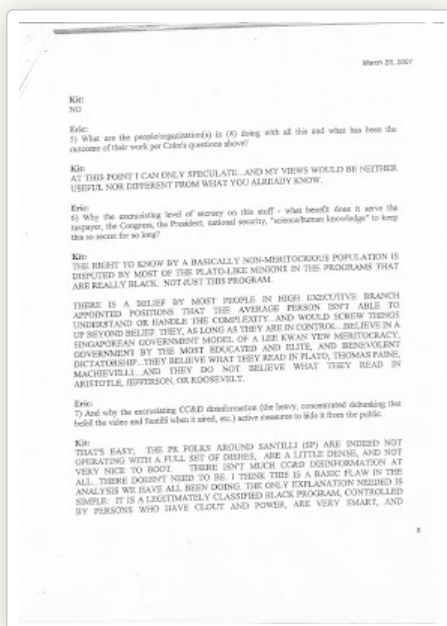 March 23, 2001
Kit:
NO
Eric:
5) What are the people/organization(s) in (4) doing with all this and what has been the
outcome of their work per Colm's questions above?
Kit:
AT THIS POINT I CAN ONLY SPECULATE...AND MY VIEWS WOULD BE NEITHER
USEFUL NOR DIFFERENT FROM WHAT YOU ALREADY KNOW.
Eric:
6) Why the excruciating level of secrecy on this stuff - what benefit does it serve the
taxpayer, the Congress, the President, national security, "science/human knowledge" to keep
this so secret for so long?
Kit:
THE RIGHT TO KNOW BY A BASICALLY NON-MERITOCRIOUS POPULATION IS
DISPUTED BY MOST OF THE PLATO-LIKE MINIONS IN THE PROGRAMS THAT
ARE REALLY BLACK. NOT JUST THIS PROGRAM.
THERE IS A BELIEF BY MOST PEOPLE IN HIGH EXECUTIVE BRANCH
APPOINTED POSITIONS THAT THE AVERAGE PERSON ISN'T ABLE TO
UNDERSTAND OR HANDLE THE COMPLEXITY...AND WOULD SCREW THINGS
UP BEYOND BELIEF. THEY, AS LONG AS THEY ARE IN CONTROL...BELIEVE IN A
SINGAPOREAN GOVERNMENT MODEL OF A LEE KWAN YEW MERITOCRACY,
GOVERNMENT BY THE MOST EDUCATED AND ELITE, AND BENEVOLENT
DICTATORSHIP...THEY BELIEVE WHAT THEY READ IN PLATO, THOMAS PAINE,
MACHIEVELLI....AND THEY DO NOT BELIEVE WHAT THEY READ IN
ARISTOTLE, JEFFERSON, OR ROOSEVELT.
Eric:
7) And why the excruciating CC&D disinformation (the heavy, concentrated debunking that
befell the video and Santilli when it aired, etc.) active measures to hide it from the public.
Kit:
THAT'S EASY; THE PR FOLKS AROUND SANTILLI (SP) ARE INDEED NOT
OPERATING WITH A FULL SET OF DISHES, ARE A LITTLE DENSE, AND NOT
VERY NICE TO BOOT. THERE ISN'T MUCH CC&D DISINFORMATION AT
ALL. THERE DOESN'T NEED TO BE. I THINK THIS IS A BASIC FLAW IN THE
ANALYSIS WE HAVE ALL BEEN DOING. THE ONLY EXPLANATION NEEDED IS
SIMPLE: IT IS A LEGITIMATELY CLASSIFIED BLACK PROGRAM, CONTROLLED
BY PERSONS WHO HAVE CLOUT AND POWER, ARE VERY SMART, AND